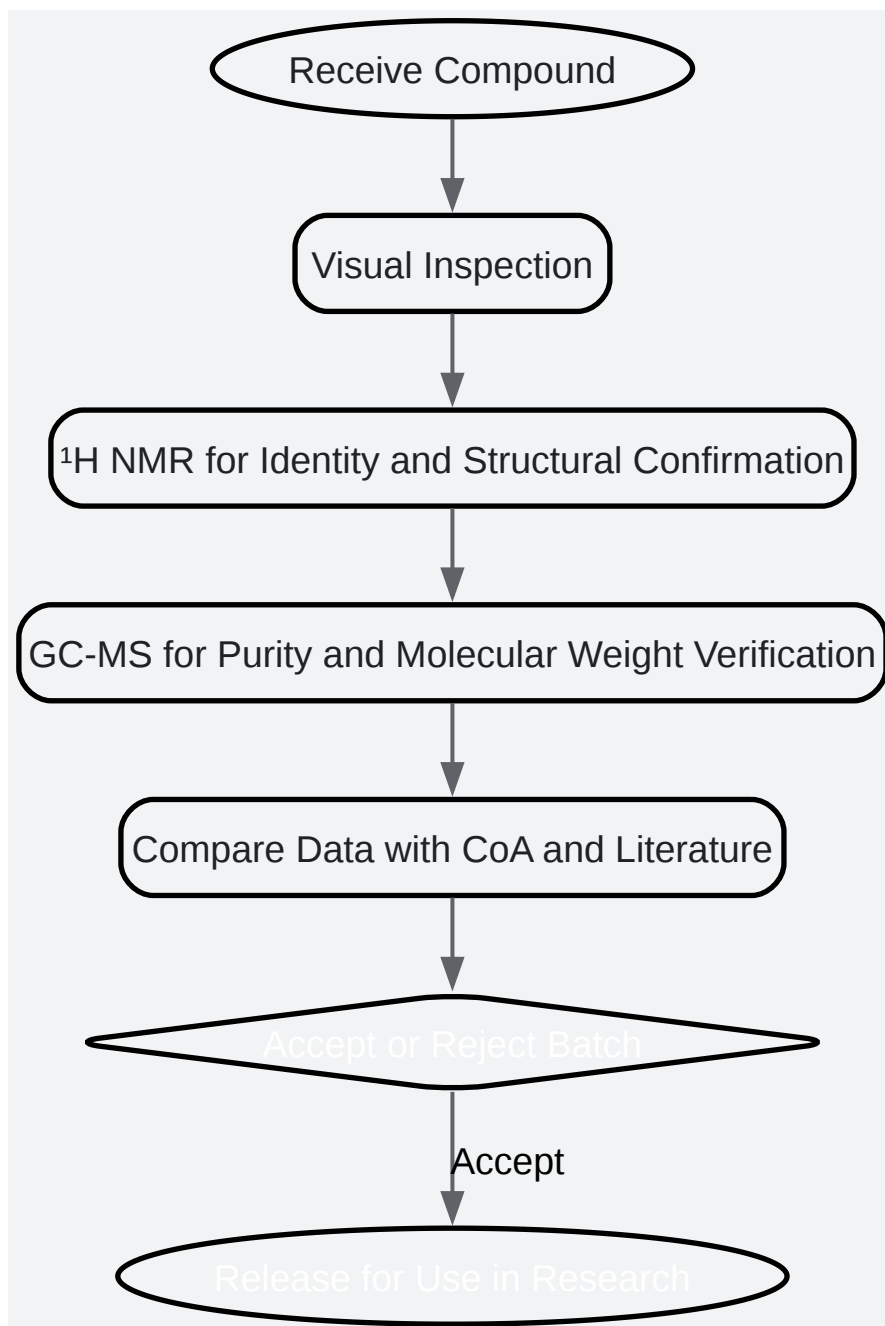 Receive Compound
Visual Inspection
¹H NMR for Identity and Structural Confirmation
GC-MS for Purity and Molecular Weight Verification
Compare Data with CoA and Literature
Accept or Reject Batch
Accept
Release for Use in Research